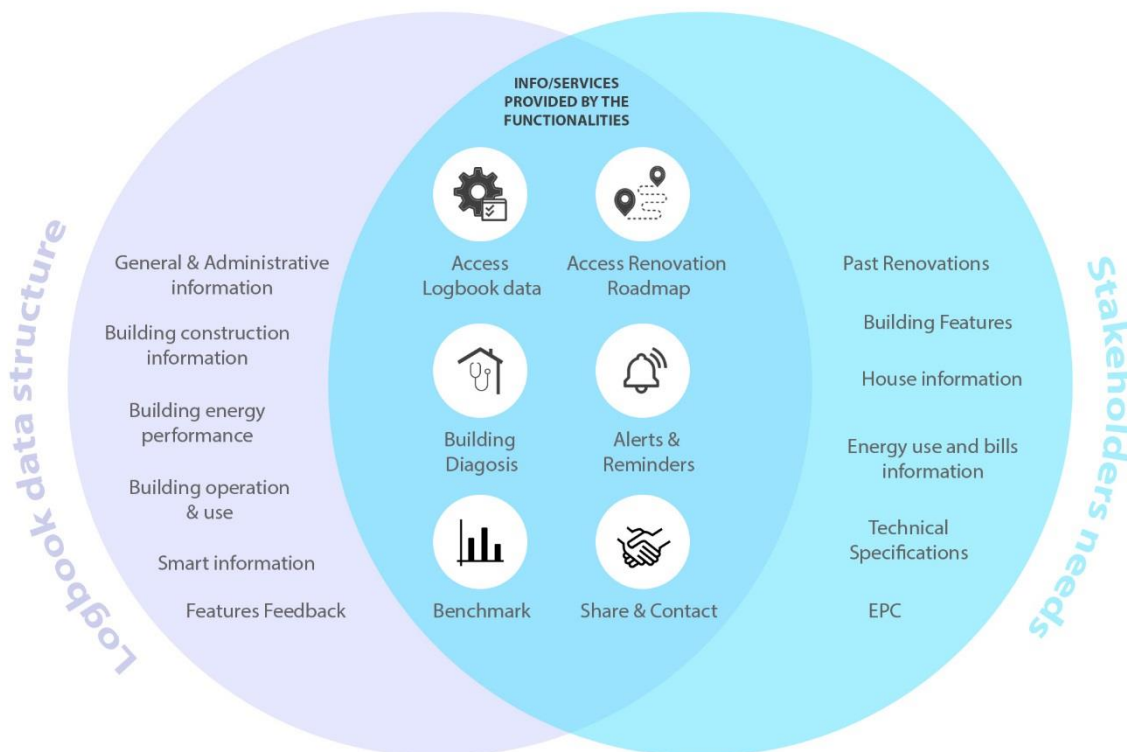 INFO/SERVICES
PROVIDED BY THE
FUNCTIONALITIES
Logbook data structure
General & Administrative
information
Building construction
information
Building energy
performance
Building operation
& use
Smart information
Features Feedback
Access
Logbook data
Access Renovation
Roadmap
Building
Diagosis
Alerts &
Reminders
Benchmark
Share & Contact
Past Renovations
Building Features
House information
Energy use and bills
information
Technical
Specifications
EPC
Stakeholders needs